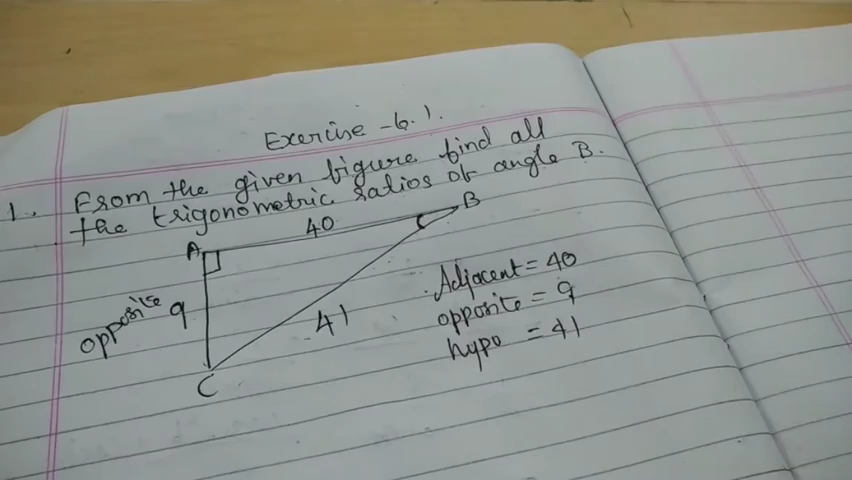 Exercise - 6.1.
1. From the given figure find all
the trigonometric ratios of angle B.
A
40
B
opposite
9
41
C
Adjacent = 40
opposite = 9
hypo = 41